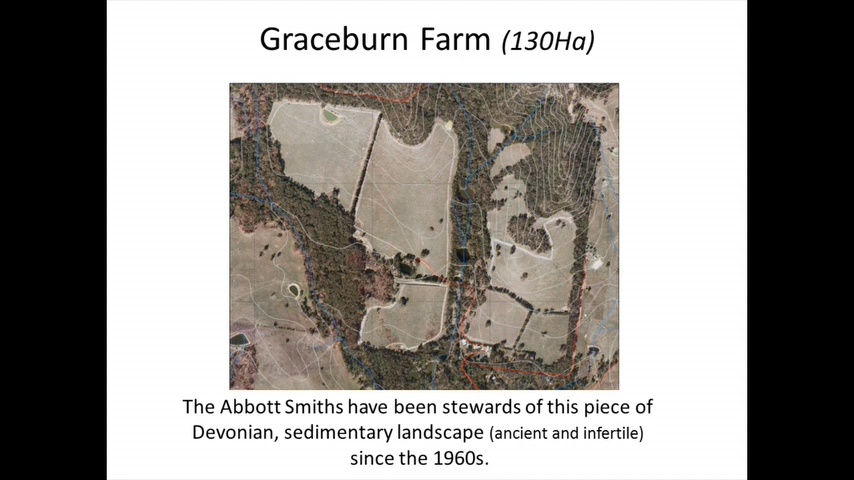 Graceburn Farm (130Ha)
The Abbott Smiths have been stewards of this piece of
Devonian, sedimentary landscape (ancient and infertile)
since the 1960s.